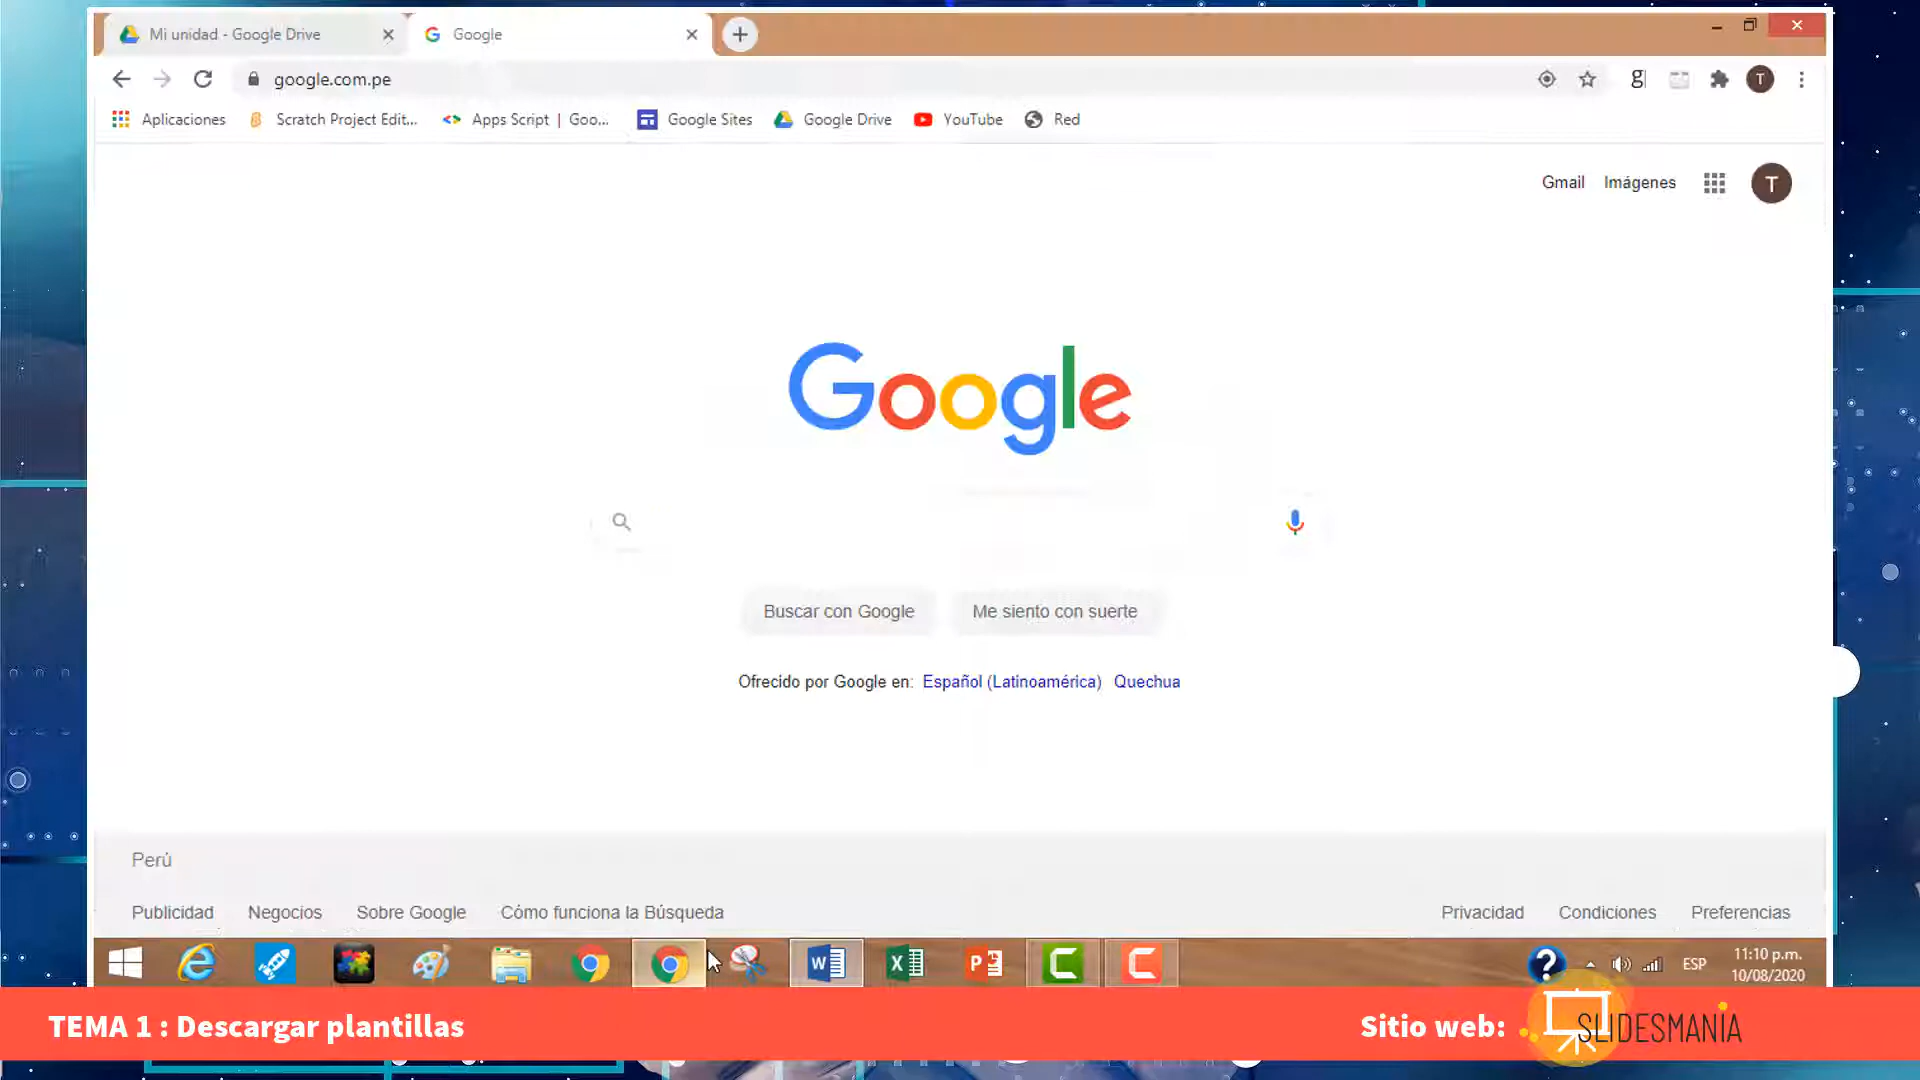 Mi unidad - Google Drive
Google
google.com.pe
g
T
Aplicaciones
Scratch Project Edit...
Apps Script | Goo...
Google Sites
Google Drive
YouTube
Red
Gmail
Imágenes
T
Google
Buscar con Google
Me siento con suerte
Ofrecido por Google en: Español (Latinoamérica) Quechua
Perú
Publicidad
Negocios
Sobre Google
Cómo funciona la Búsqueda
Privacidad
Condiciones
Preferencias
ESP
11:10 p.m.
10/08/2020
TEMA 1 : Descargar plantillas
Sitio web:
SLIDESMANIA